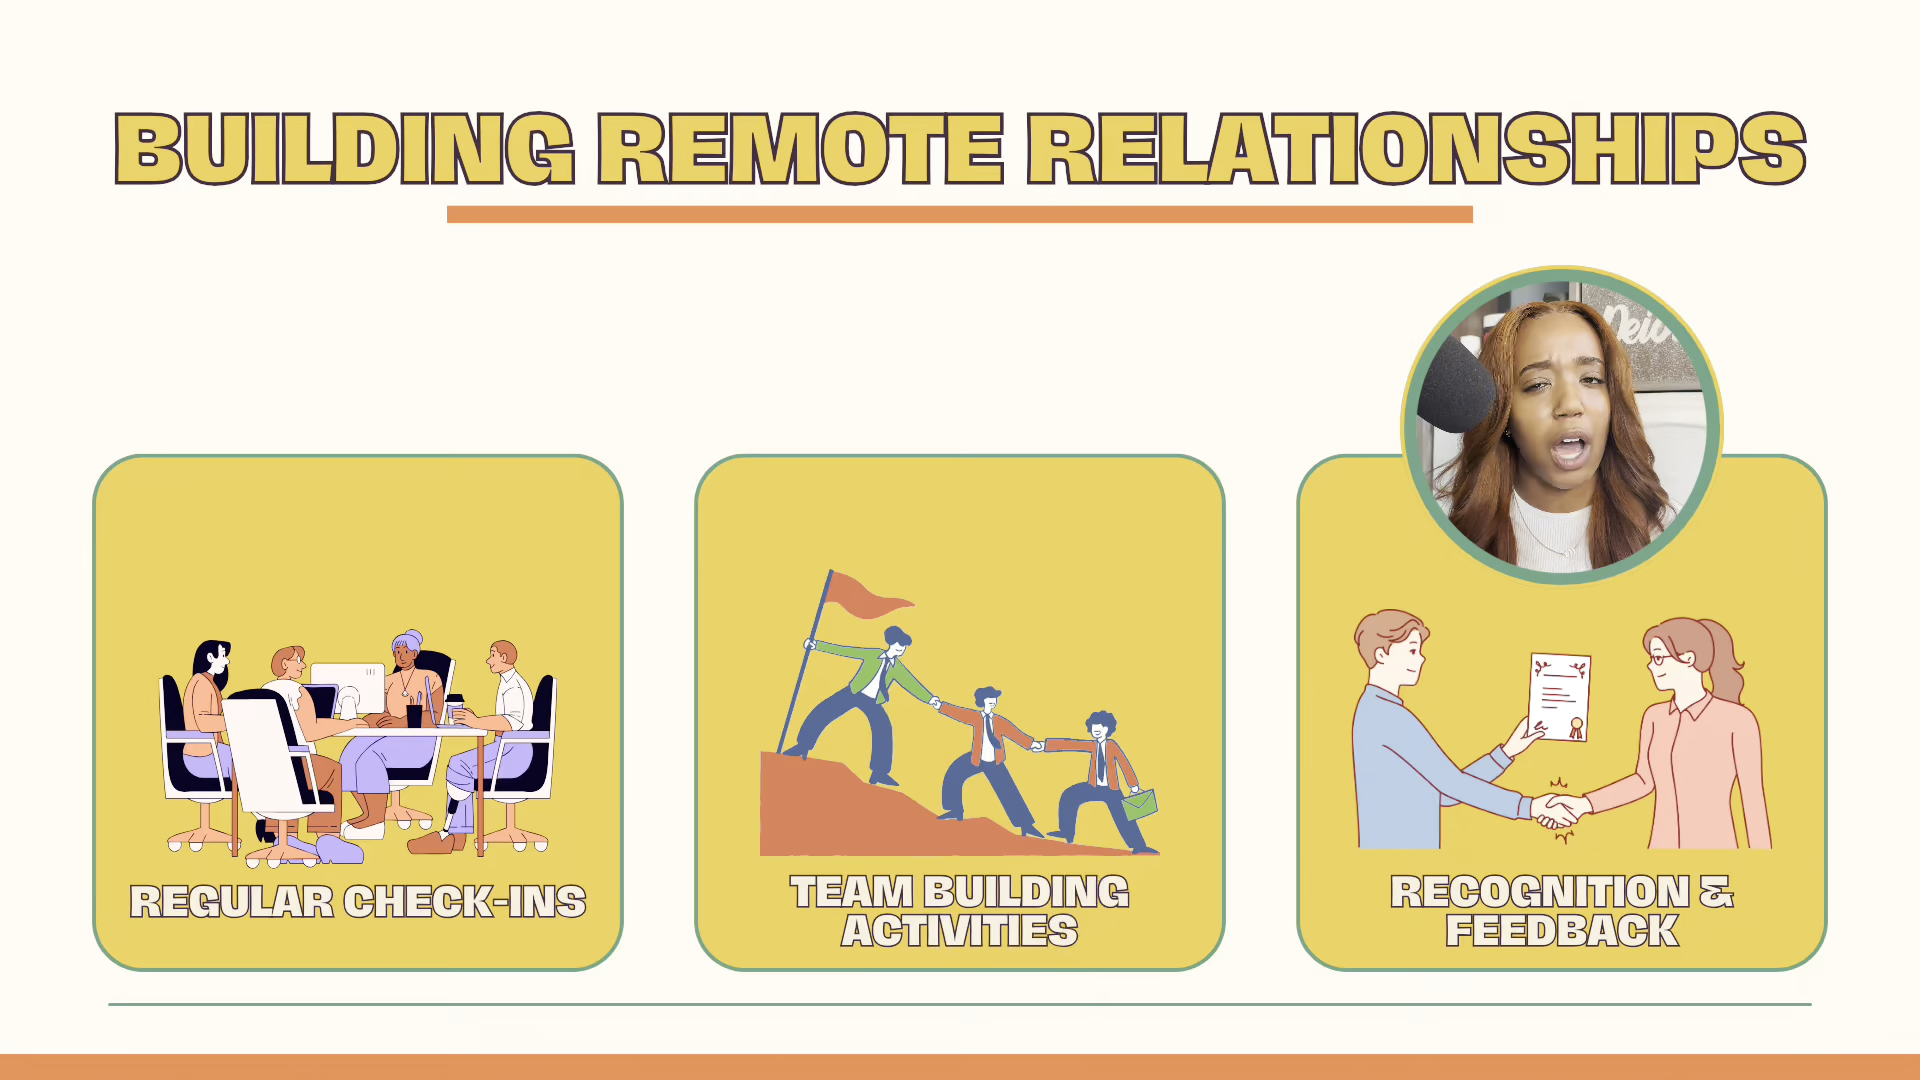 BUILDING REMOTE RELATIONSHIPS
REGULAR CHECK-INS
TEAM BUILDING
ACTIVITIES
RECOGNITION &
FEEDBACK